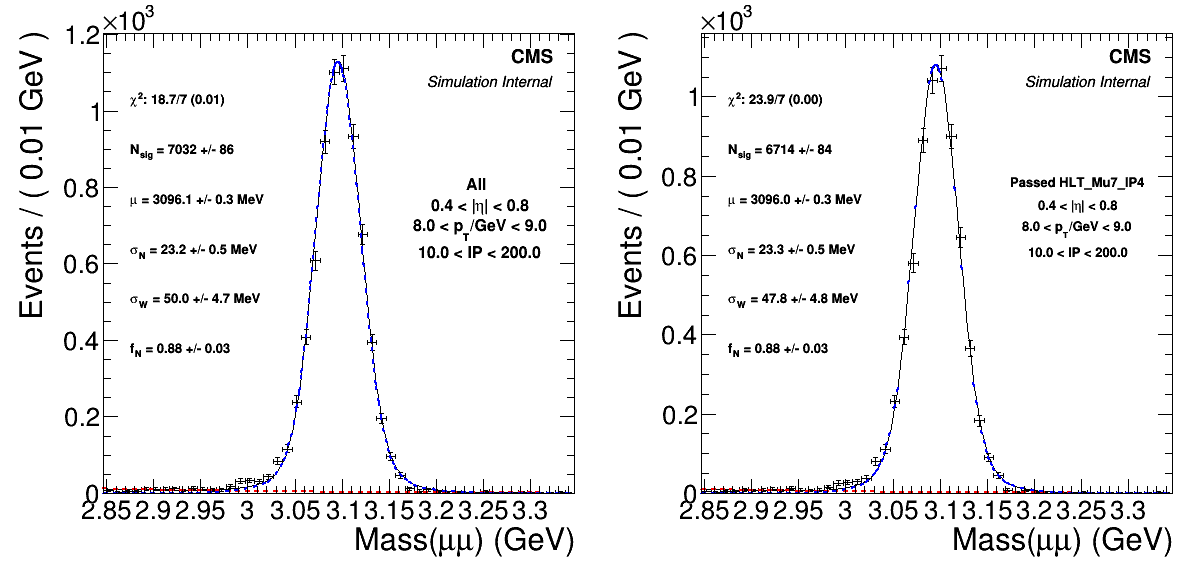 ×10³
Events / ( 0.01 GeV )
1.2
1
0.8
0.6
0.4
0.2
0
CMS
Simulation Internal
χ²: 18.7/7 (0.01)
N_sig = 7032 +/- 86
μ = 3096.1 +/- 0.3 MeV
σ_N = 23.2 +/- 0.5 MeV
σ_W = 50.0 +/- 4.7 MeV
f_N = 0.88 +/- 0.03
All
0.4 < |η| < 0.8
8.0 < p_T/GeV < 9.0
10.0 < IP < 200.0
2.85 2.9 2.95 3 3.05 3.1 3.15 3.2 3.25 3.3
Mass(μμ) (GeV)
×10³
Events / ( 0.01 GeV )
1
0.8
0.6
0.4
0.2
0
CMS
Simulation Internal
χ²: 23.9/7 (0.00)
N_sig = 6714 +/- 84
μ = 3096.0 +/- 0.3 MeV
σ_N = 23.3 +/- 0.5 MeV
σ_W = 47.8 +/- 4.8 MeV
f_N = 0.88 +/- 0.03
Passed HLT_Mu7_IP4
0.4 < |η| < 0.8
8.0 < p_T/GeV < 9.0
10.0 < IP < 200.0
2.85 2.9 2.95 3 3.05 3.1 3.15 3.2 3.25 3.3
Mass(μμ) (GeV)